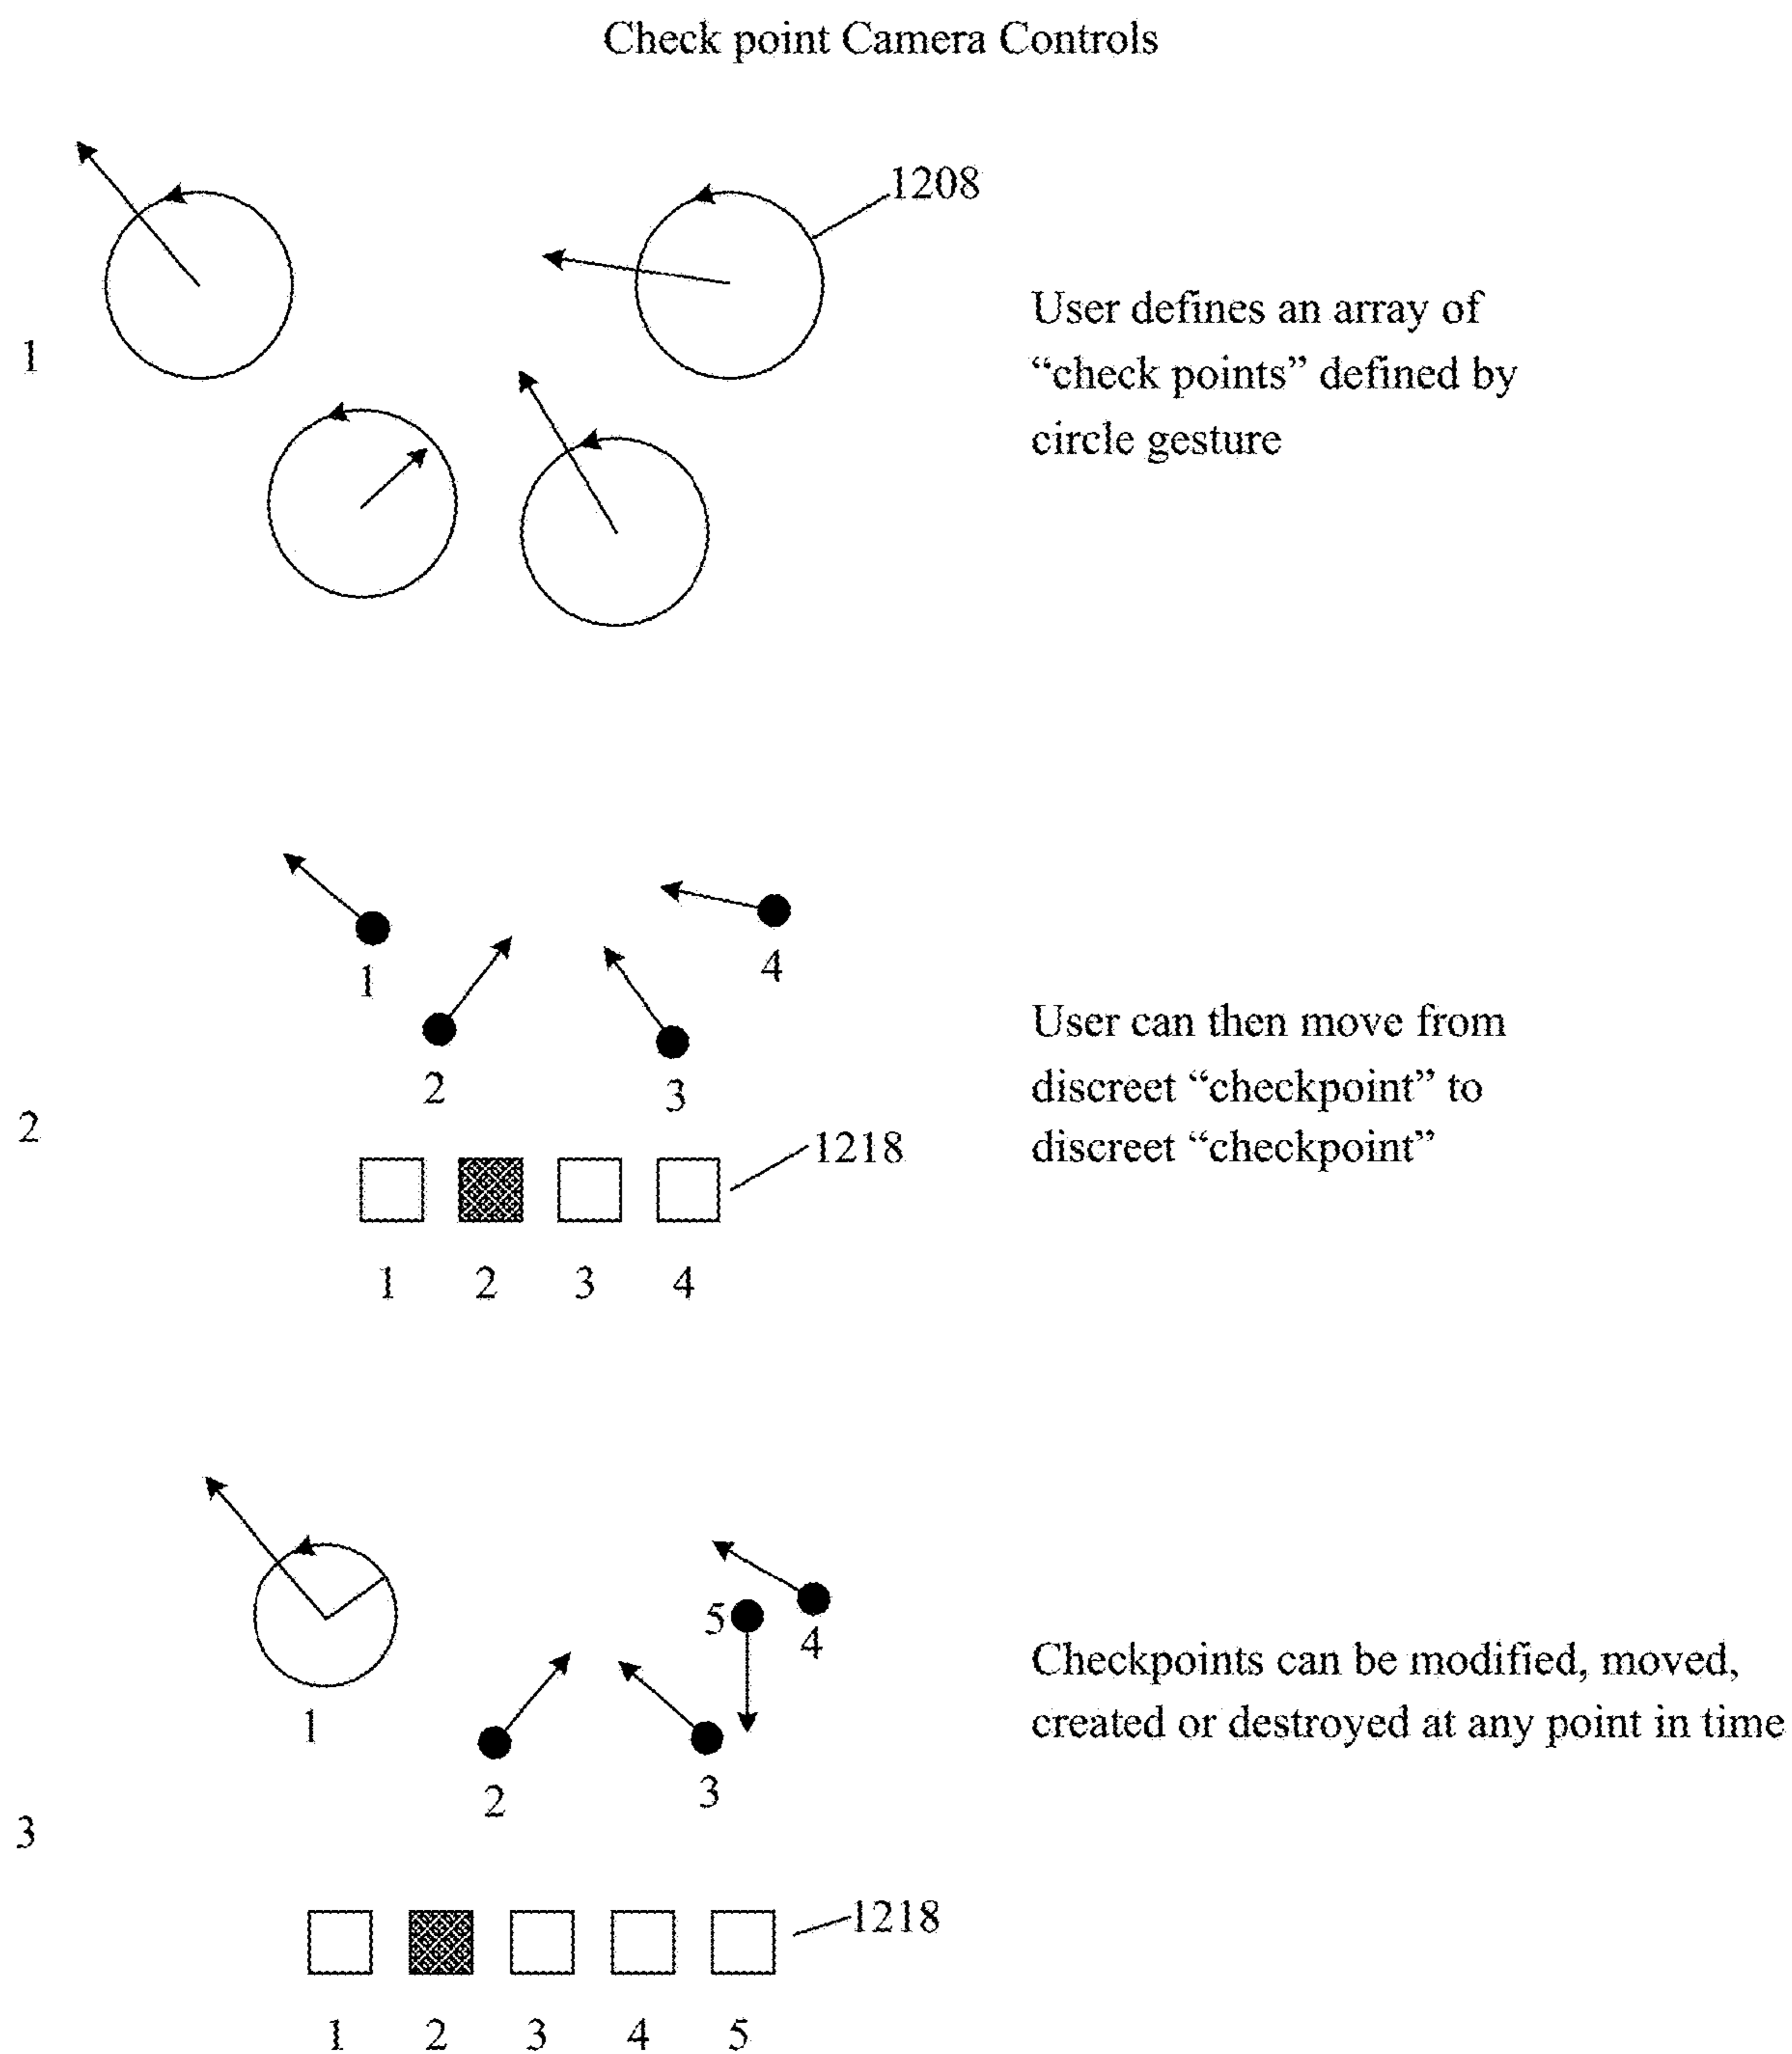 Check point Camera Controls
1208
User defines an array of
“check points” defined by
circle gesture
1
1
4
2
3
User can then move from
discreet “checkpoint” to
discreet “checkpoint”
2
1218
1 2 3 4
5
4
1
2
3
Checkpoints can be modified, moved,
created or destroyed at any point in time
3
1218
1 2 3 4 5